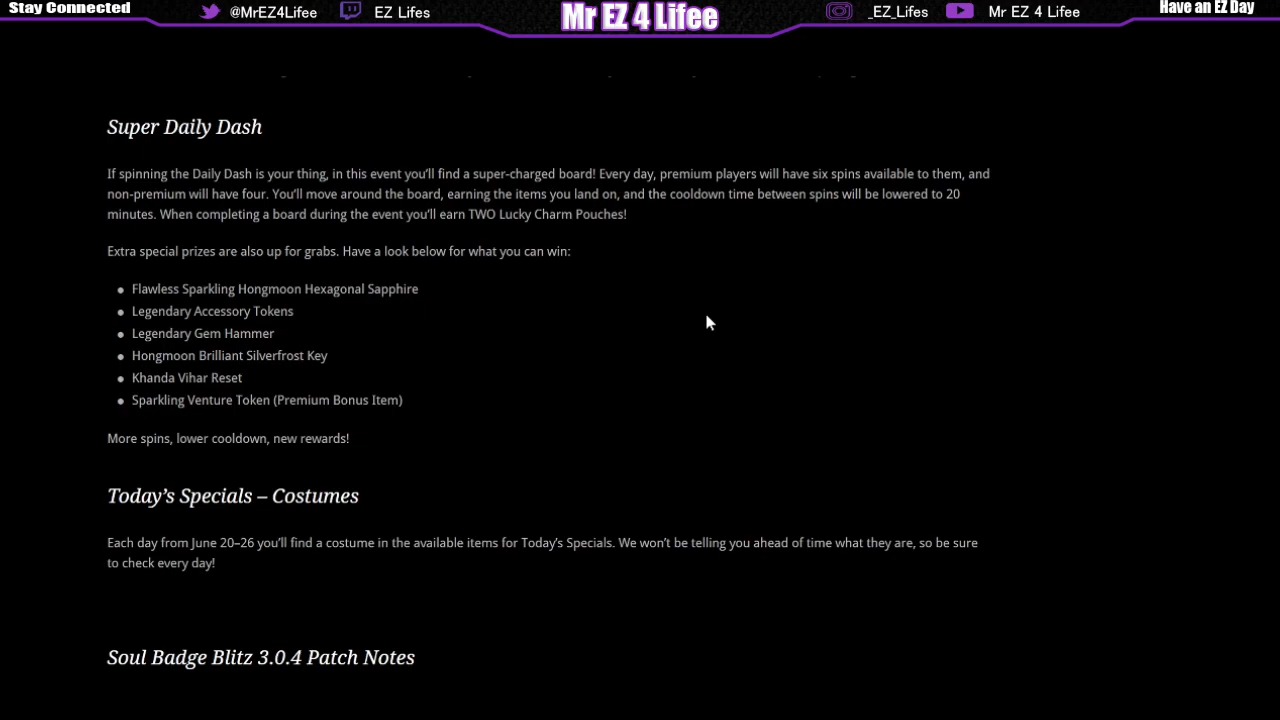 Stay Connected
@MrEZ4Lifee
EZ Lifes
Mr EZ 4 Lifee
_EZ_Lifes
Mr EZ 4 Lifee
Have an EZ Day
Super Daily Dash
If spinning the Daily Dash is your thing, in this event you'll find a super-charged board! Every day, premium players will have six spins available to them, and
non-premium will have four. You'll move around the board, earning the items you land on, and the cooldown time between spins will be lowered to 20
minutes. When completing a board during the event you'll earn TWO Lucky Charm Pouches!
Extra special prizes are also up for grabs. Have a look below for what you can win:
● Flawless Sparkling Hongmoon Hexagonal Sapphire
● Legendary Accessory Tokens
● Legendary Gem Hammer
● Hongmoon Brilliant Silverfrost Key
● Khanda Vihar Reset
● Sparkling Venture Token (Premium Bonus Item)
More spins, lower cooldown, new rewards!
Today's Specials – Costumes
Each day from June 20–26 you'll find a costume in the available items for Today's Specials. We won't be telling you ahead of time what they are, so be sure
to check every day!
Soul Badge Blitz 3.0.4 Patch Notes